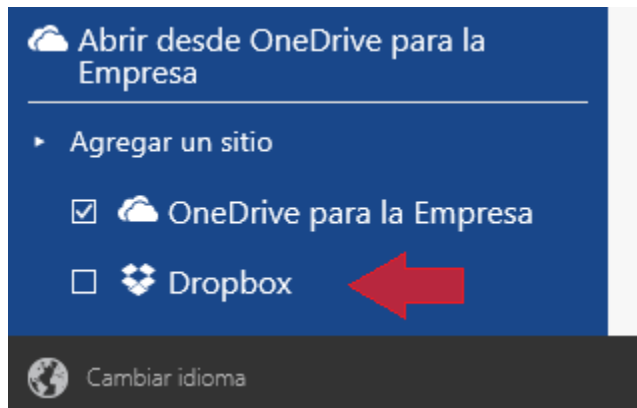 Abrir desde OneDrive para la
Empresa
Agregar un sitio
OneDrive para la Empresa
Dropbox
Cambiar idioma